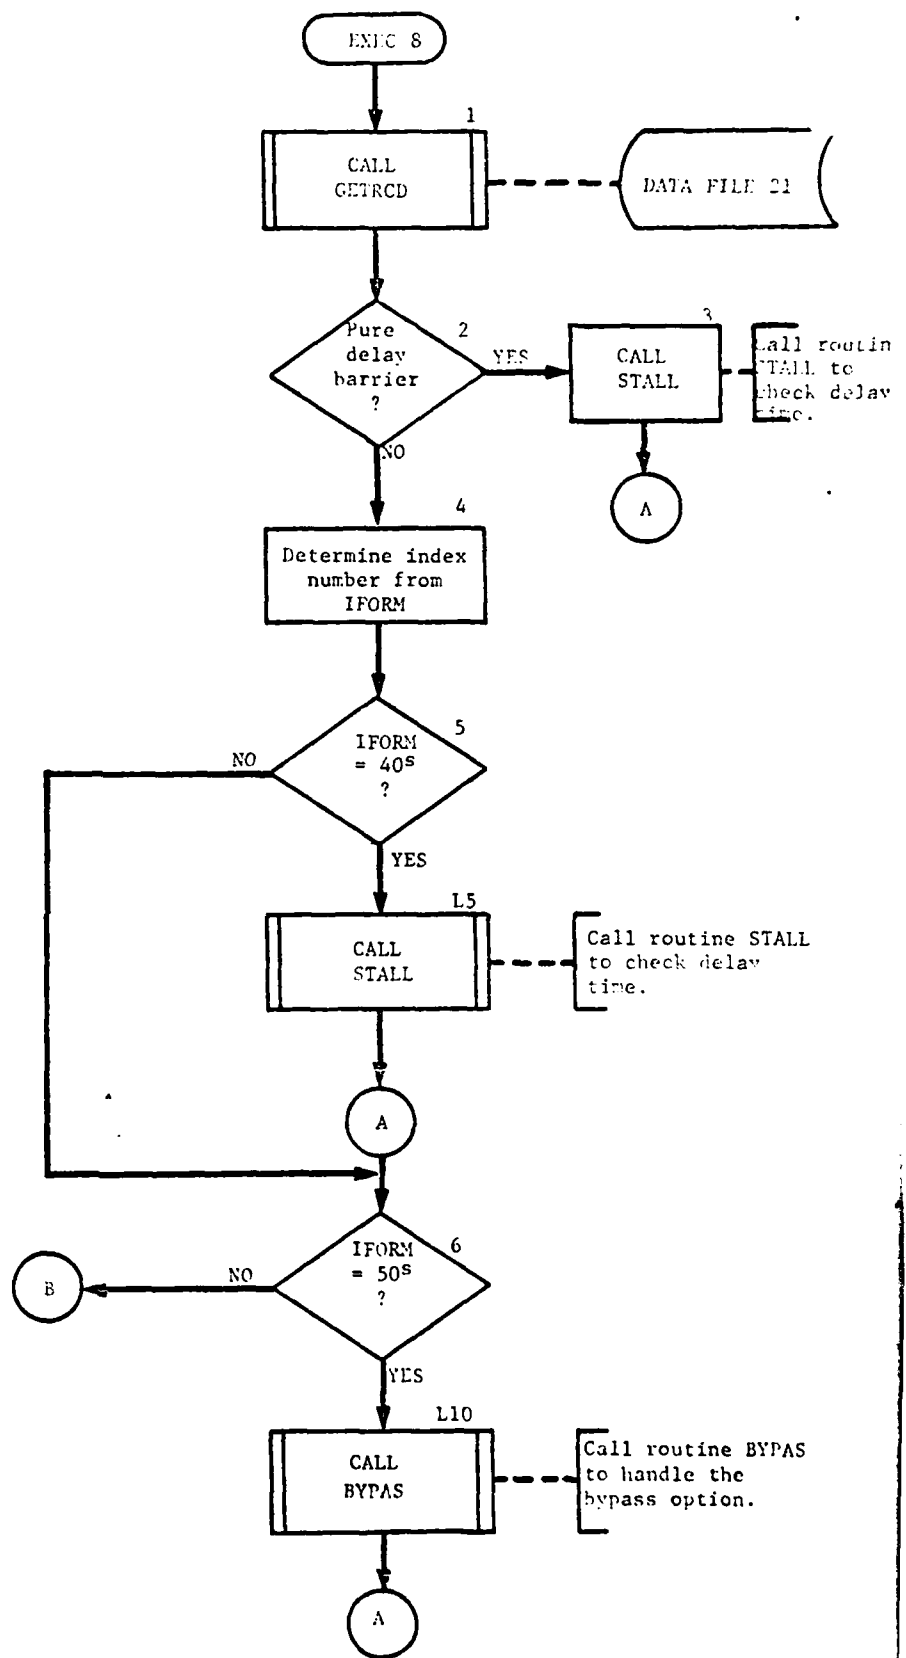 EXEC 8
1
CALL
GETRCD
DATA FILE 21
Pure
delay
barrier
?
2
YES
3
CALL
STALL
Call routin
STALL to
check delay
time.
NO
A
4
Determine index
number from
IFORM
5
IFORM
= 40s
?
NO
YES
L5
CALL
STALL
Call routine STALL
to check delay
time.
A
6
IFORM
= 50s
?
NO
B
YES
L10
CALL
BYPAS
Call routine BYPAS
to handle the
bypass option.
A